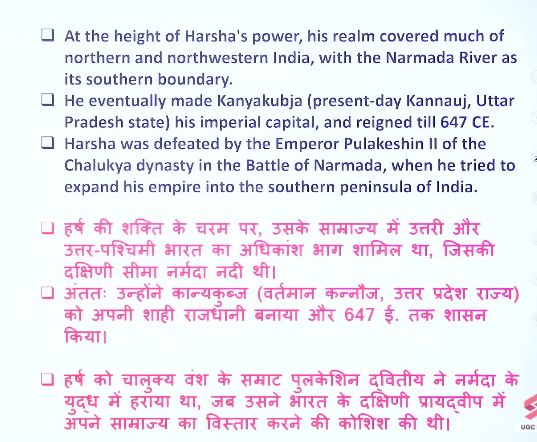 ❑ At the height of Harsha's power, his realm covered much of
northern and northwestern India, with the Narmada River as
its southern boundary.
❑ He eventually made Kanyakubja (present-day Kannauj, Uttar
Pradesh state) his imperial capital, and reigned till 647 CE.
❑ Harsha was defeated by the Emperor Pulakeshin II of the
Chalukya dynasty in the Battle of Narmada, when he tried to
expand his empire into the southern peninsula of India.
❑ हर्ष की शक्ति के चरम पर, उसके साम्राज्य में उत्तरी और
उत्तर-पश्चिमी भारत का अधिकांश भाग शामिल था, जिसकी
दक्षिणी सीमा नर्मदा नदी थी।
❑ अंततः उन्होंने कान्यकुब्ज (वर्तमान कन्नौज, उत्तर प्रदेश राज्य)
को अपनी शाही राजधानी बनाया और 647 ई. तक शासन
किया।
❑ हर्ष को चालुक्य वंश के सम्राट पुलकेशिन द्वितीय ने नर्मदा के
युद्ध में हराया था, जब उसने भारत के दक्षिणी प्रायद्वीप में
अपने साम्राज्य का विस्तार करने की कोशिश की थी।
UGC